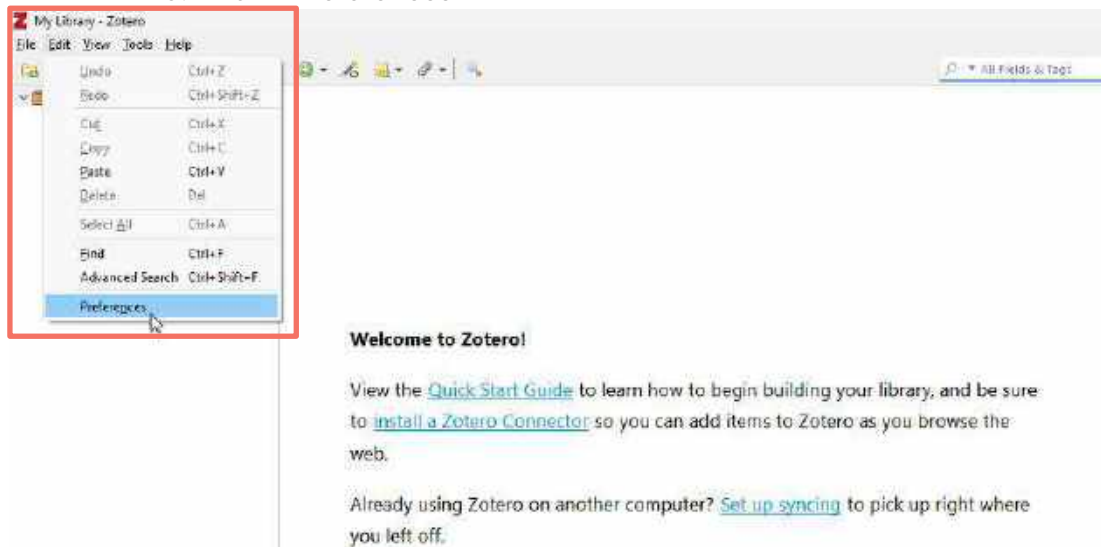 My Library - Zotero
File Edit View Tools Help
All Fields & Tags
Undo Ctrl+Z
Redo Ctrl+Shift+Z
Cut Ctrl+X
Copy Ctrl+C
Paste Ctrl+V
Delete Del
Select All Ctrl+A
Find Ctrl+F
Advanced Search Ctrl+Shift+F
Preferences
Welcome to Zotero!
View the Quick Start Guide to learn how to begin building your library, and be sure
to install a Zotero Connector so you can add items to Zotero as you browse the
web.
Already using Zotero on another computer? Set up syncing to pick up right where
you left off.